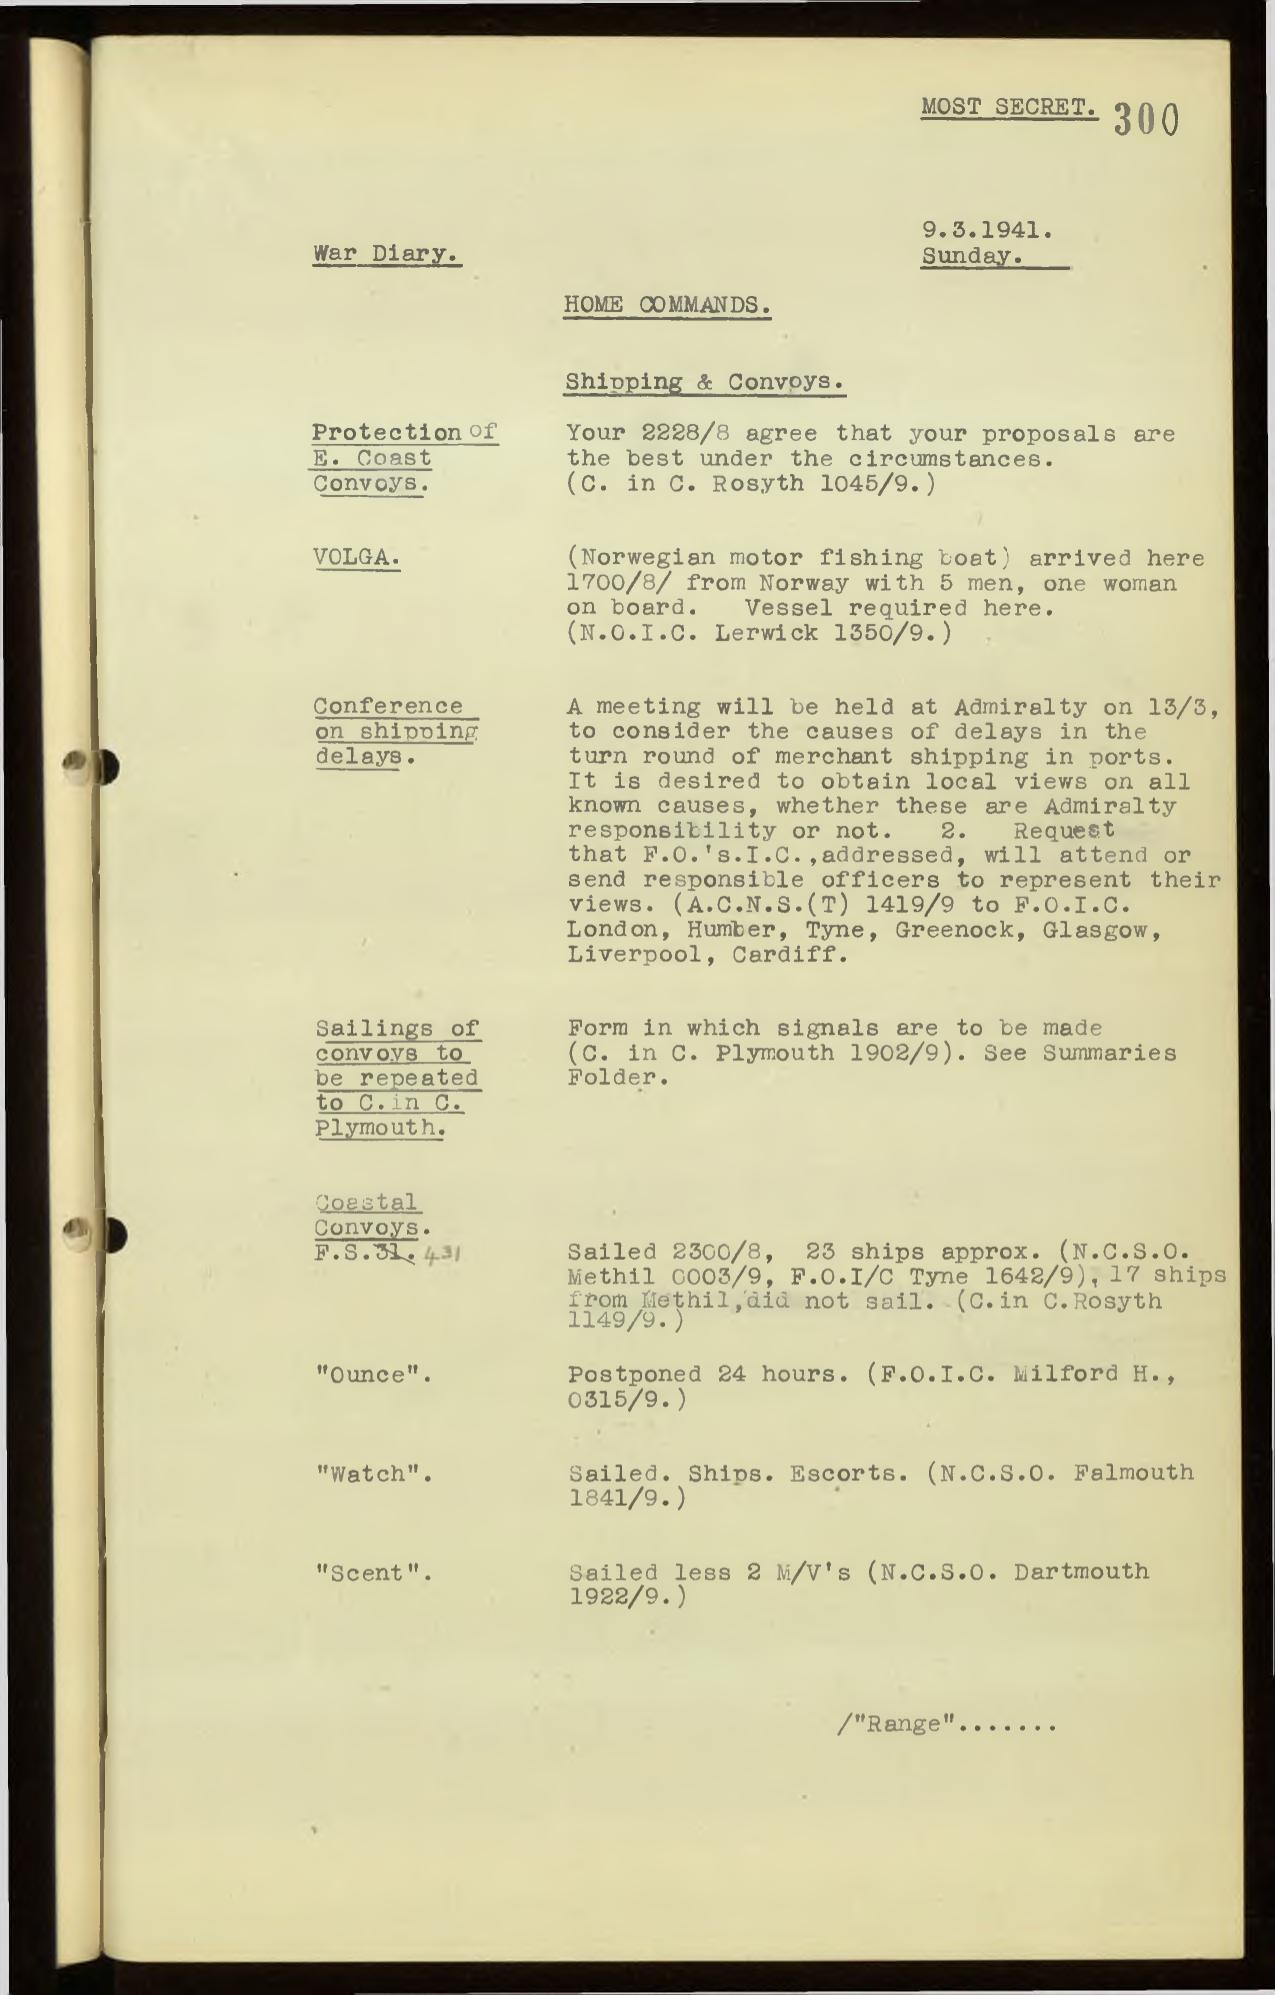 MOST SECRET. 300
9.3.1941.
War Diary. Sunday.
HOME COMMANDS.
Shipping & Convoys.
Protection of Your 2228/8 agree that your proposals are
E. Coast the best under the circumstances.
Convoys. (C. in C. Rosyth 1045/9.)
VOLGA. (Norwegian motor fishing boat) arrived here
1700/8/ from Norway with 5 men, one woman
on board. Vessel required here.
(N.O.I.C. Lerwick 1350/9.)
Conference A meeting will be held at Admiralty on 13/3,
on shipping to consider the causes of delays in the
delays. turn round of merchant shipping in ports.
It is desired to obtain local views on all
known causes, whether these are Admiralty
responsibility or not. 2. Request
that F.O.'s.I.C.,addressed, will attend or
send responsible officers to represent their
views. (A.C.N.S.(T) 1419/9 to F.O.I.C.
London, Humber, Tyne, Greenock, Glasgow,
Liverpool, Cardiff.
Sailings of Form in which signals are to be made
convoys to (C. in C. Plymouth 1902/9). See Summaries
be repeated Folder.
to C.in C.
Plymouth.
Coastal
Convoys.
F.S.31. 431 Sailed 2300/8, 23 ships approx. (N.C.S.O.
Methil 0003/9, F.O.I/C Tyne 1642/9), 17 ships
from Methil, did not sail. (C.in C.Rosyth
1149/9.)
"Ounce". Postponed 24 hours. (F.O.I.C. Milford H.,
0315/9.)
"Watch". Sailed. Ships. Escorts. (N.C.S.O. Falmouth
1841/9.)
"Scent". Sailed less 2 M/V's (N.C.S.O. Dartmouth
1922/9.)
/"Range".......